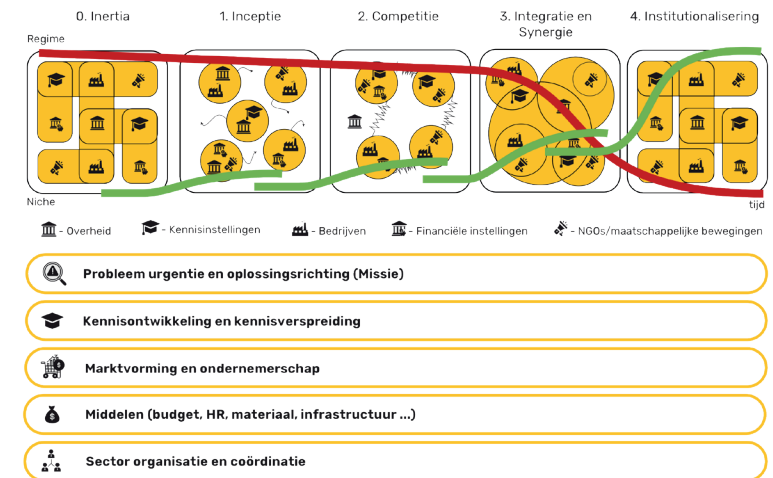 0. Inertia
1. Inceptie
2. Competitie
3. Integratie en
Synergie
4. Institutionalisering
Regime
Niche
tijd
- Overheid
- Kennisinstellingen
- Bedrijven
- Financiële instellingen
- NGOs/maatschappelijke bewegingen
Probleem urgentie en oplossingsrichting (Missie)
Kennisontwikkeling en kennisverspreiding
Marktvorming en ondernemerschap
Middelen (budget, HR, materiaal, infrastructuur ...)
Sector organisatie en coördinatie